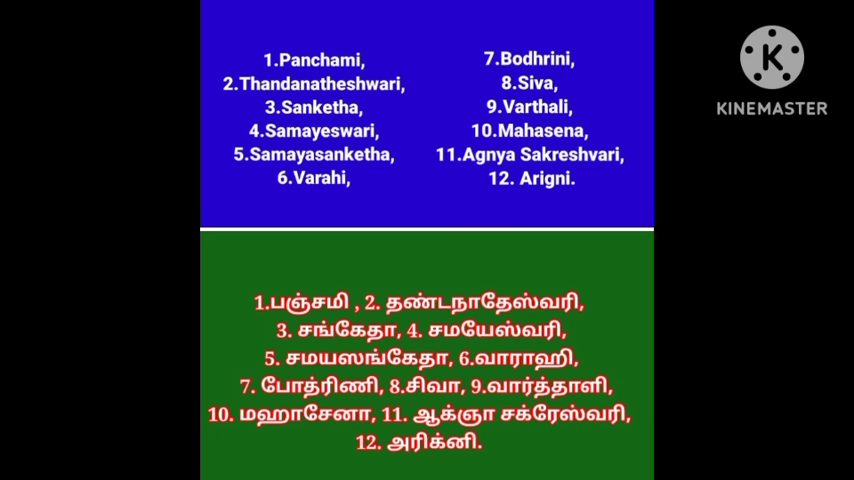 1.Panchami,
2.Thandanatheshwari,
3.Sanketha,
4.Samayeswari,
5.Samayasanketha,
6.Varahi,
7.Bodhrini,
8.Siva,
9.Varthali,
10.Mahasena,
11.Agnya Sakreshvari,
12. Arigni.
KINEMASTER
1.பஞ்சமி , 2. தண்டநாதேஸ்வரி,
3. சங்கேதா, 4. சமயேஸ்வரி,
5. சமயஸங்கேதா, 6.வாராஹி,
7. போத்ரிணி, 8.சிவா, 9.வார்த்தாளி,
10. மஹாசேனா, 11. ஆக்ஞா சக்ரேஸ்வரி,
12. அரிக்னி.